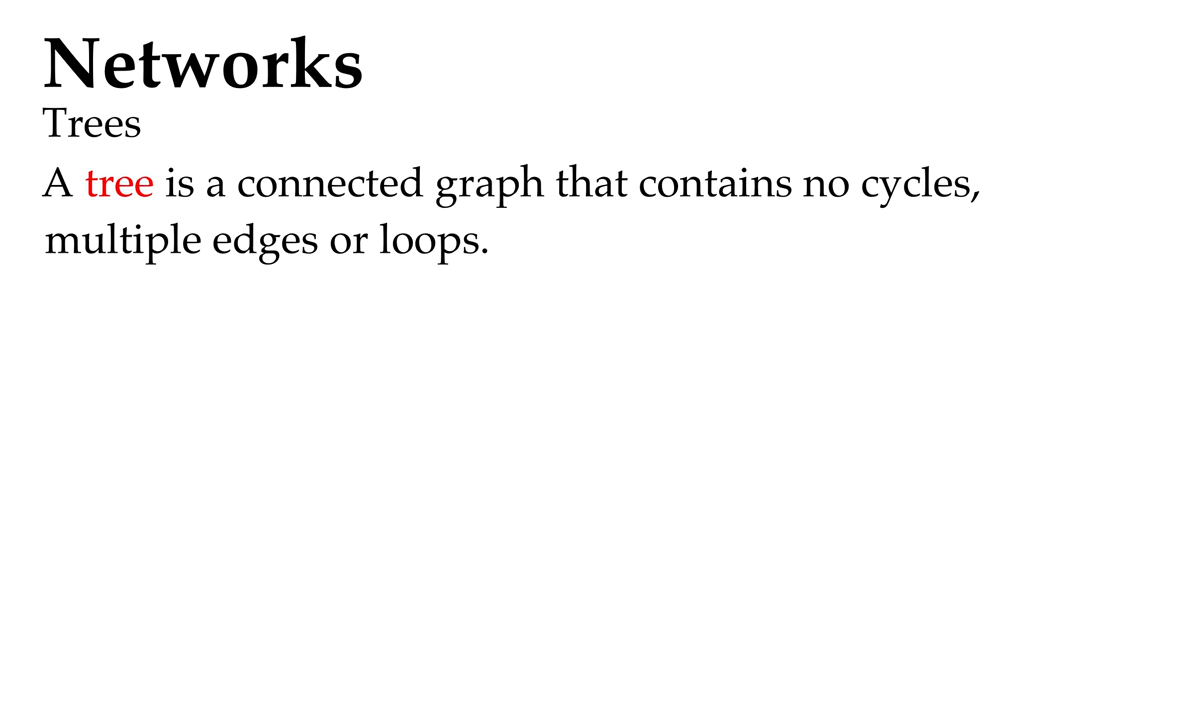 Networks
Trees
A tree is a connected graph that contains no cycles,
multiple edges or loops.